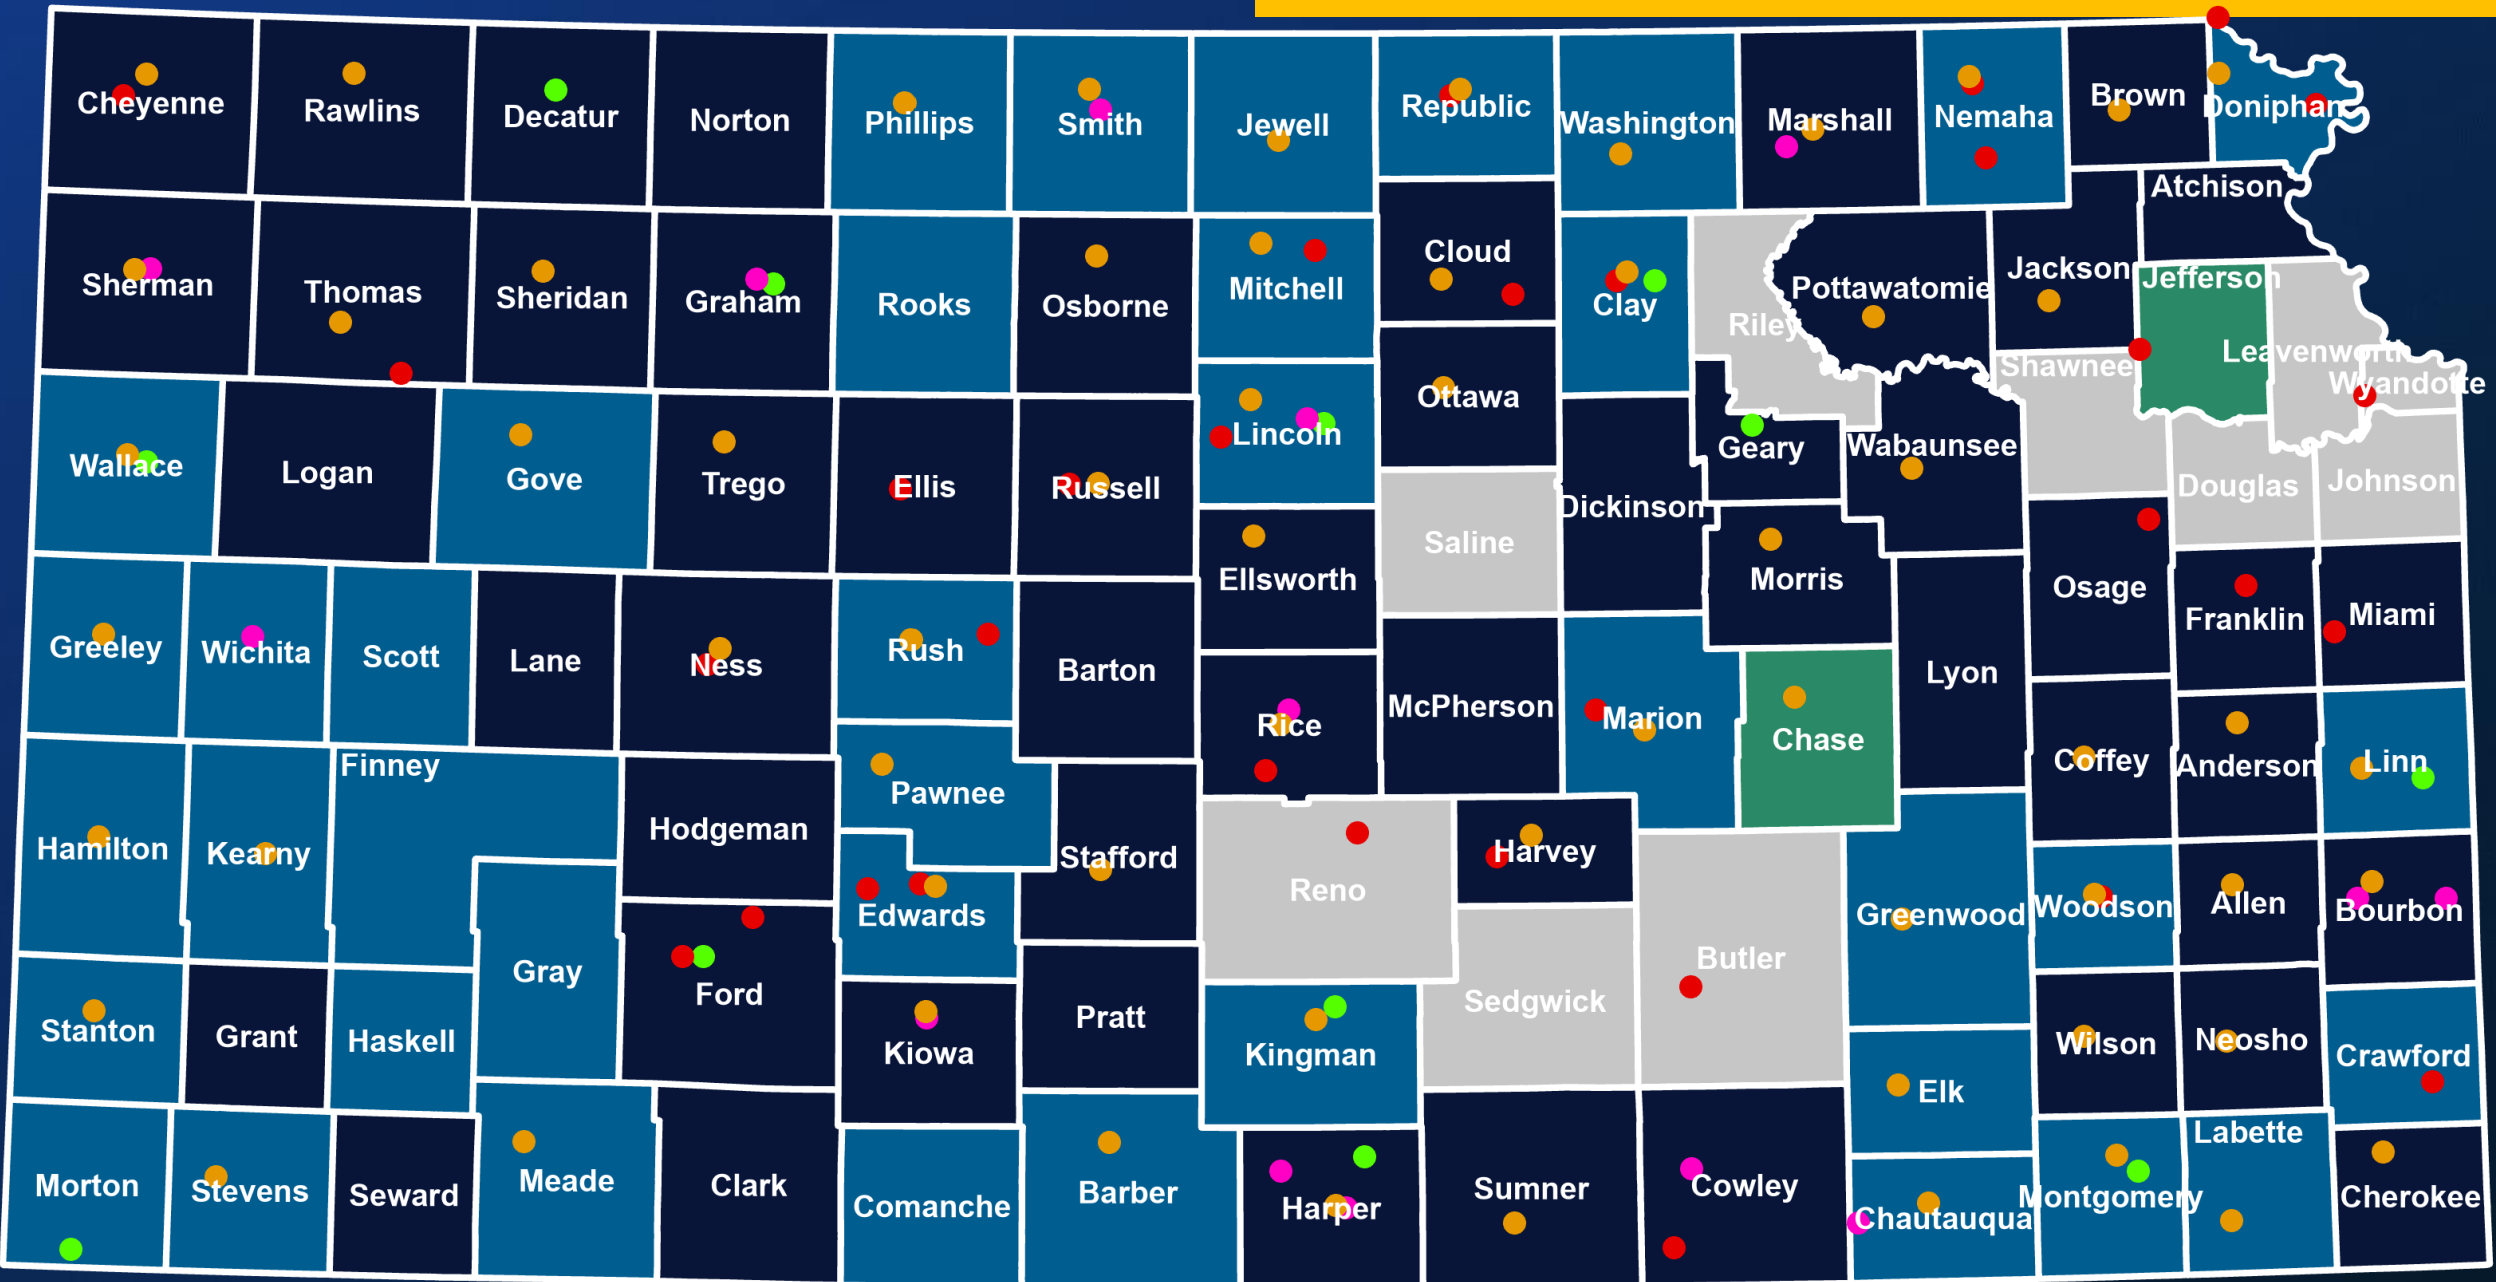 Cheyenne
Rawlins
Decatur
Norton
Phillips
Smith
Jewell
Republic
Washington
Marshall
Nemaha
Brown
Doniphan
Atchison
Sherman
Thomas
Sheridan
Graham
Rooks
Osborne
Mitchell
Cloud
Clay
Riley
Pottawatomie
Jackson
Jefferson
Leavenworth
Shawnee
Wyandotte
Wallace
Logan
Gove
Trego
Ellis
Russell
Lincoln
Ottawa
Geary
Wabaunsee
Dickinson
Saline
Douglas
Johnson
Ellsworth
Morris
Osage
Franklin
Miami
Greeley
Wichita
Scott
Lane
Ness
Rush
Barton
Rice
McPherson
Marion
Chase
Lyon
Coffey
Anderson
Linn
Finney
Hamilton
Kearny
Hodgeman
Pawnee
Stafford
Edwards
Reno
Harvey
Greenwood
Woodson
Allen
Bourbon
Gray
Ford
Butler
Sedgwick
Stanton
Grant
Haskell
Kiowa
Pratt
Kingman
Elk
Wilson
Neosho
Crawford
Morton
Stevens
Seward
Meade
Clark
Comanche
Barber
Harper
Sumner
Cowley
Chautauqua
Montgomery
Labette
Cherokee